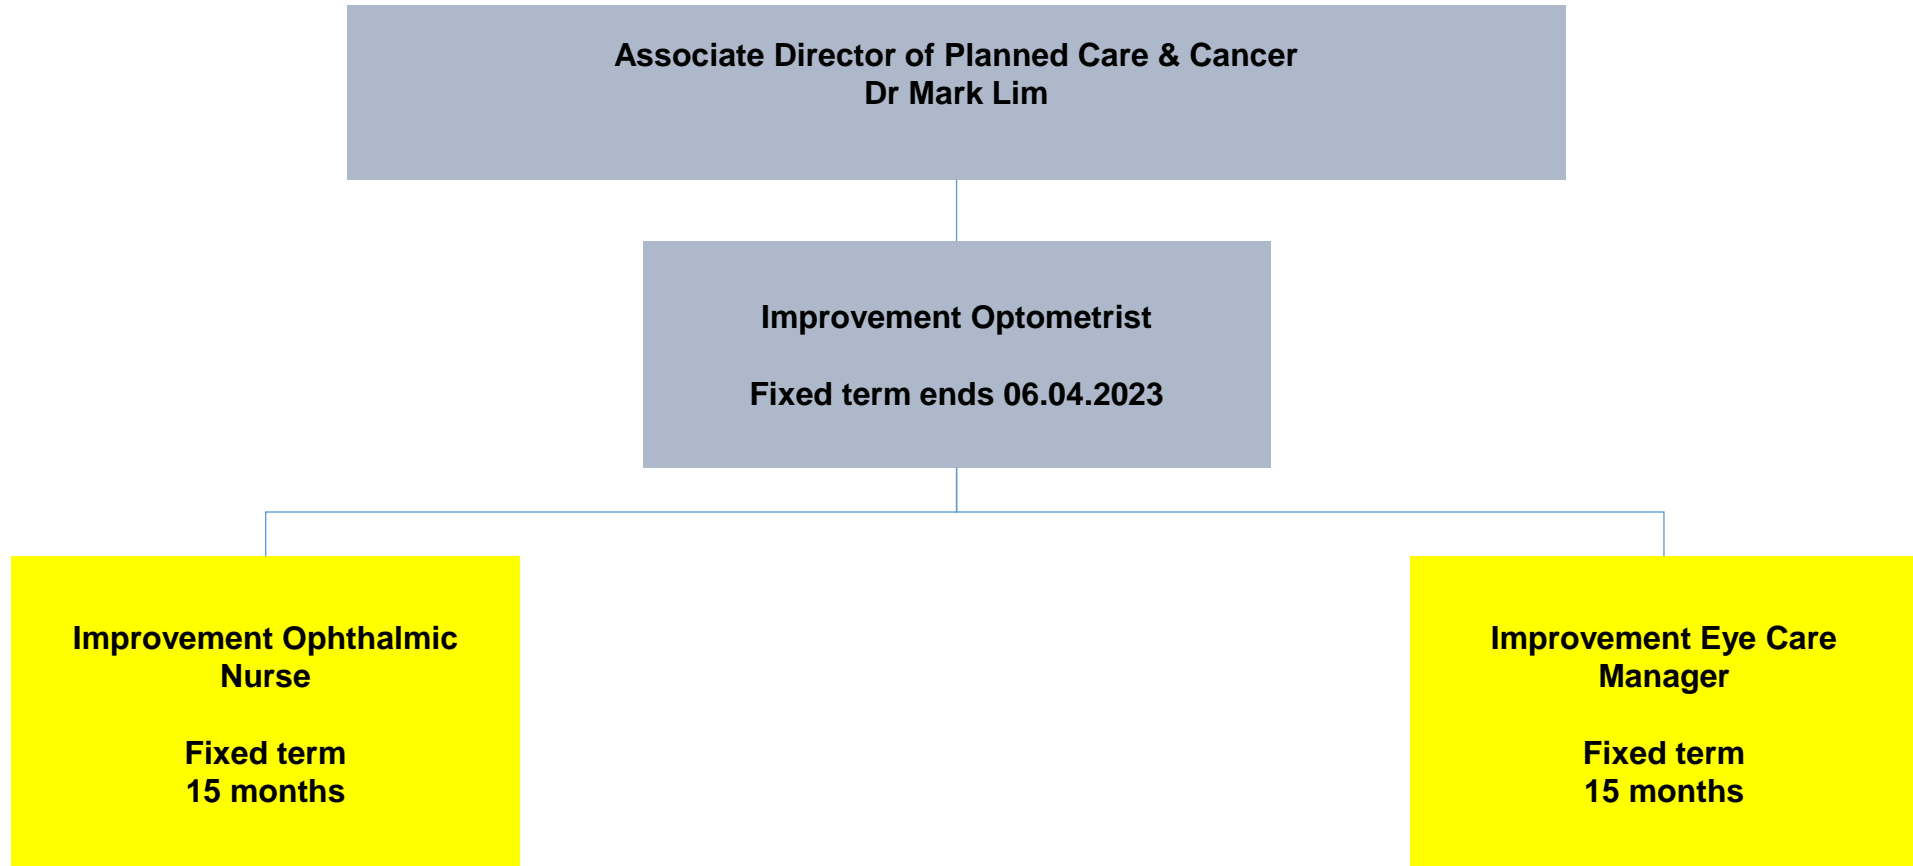 Associate Director of Planned Care & Cancer
Dr Mark Lim
Improvement Optometrist
Fixed term ends 06.04.2023
Improvement Ophthalmic
Nurse
Fixed term
15 months
Improvement Eye Care
Manager
Fixed term
15 months